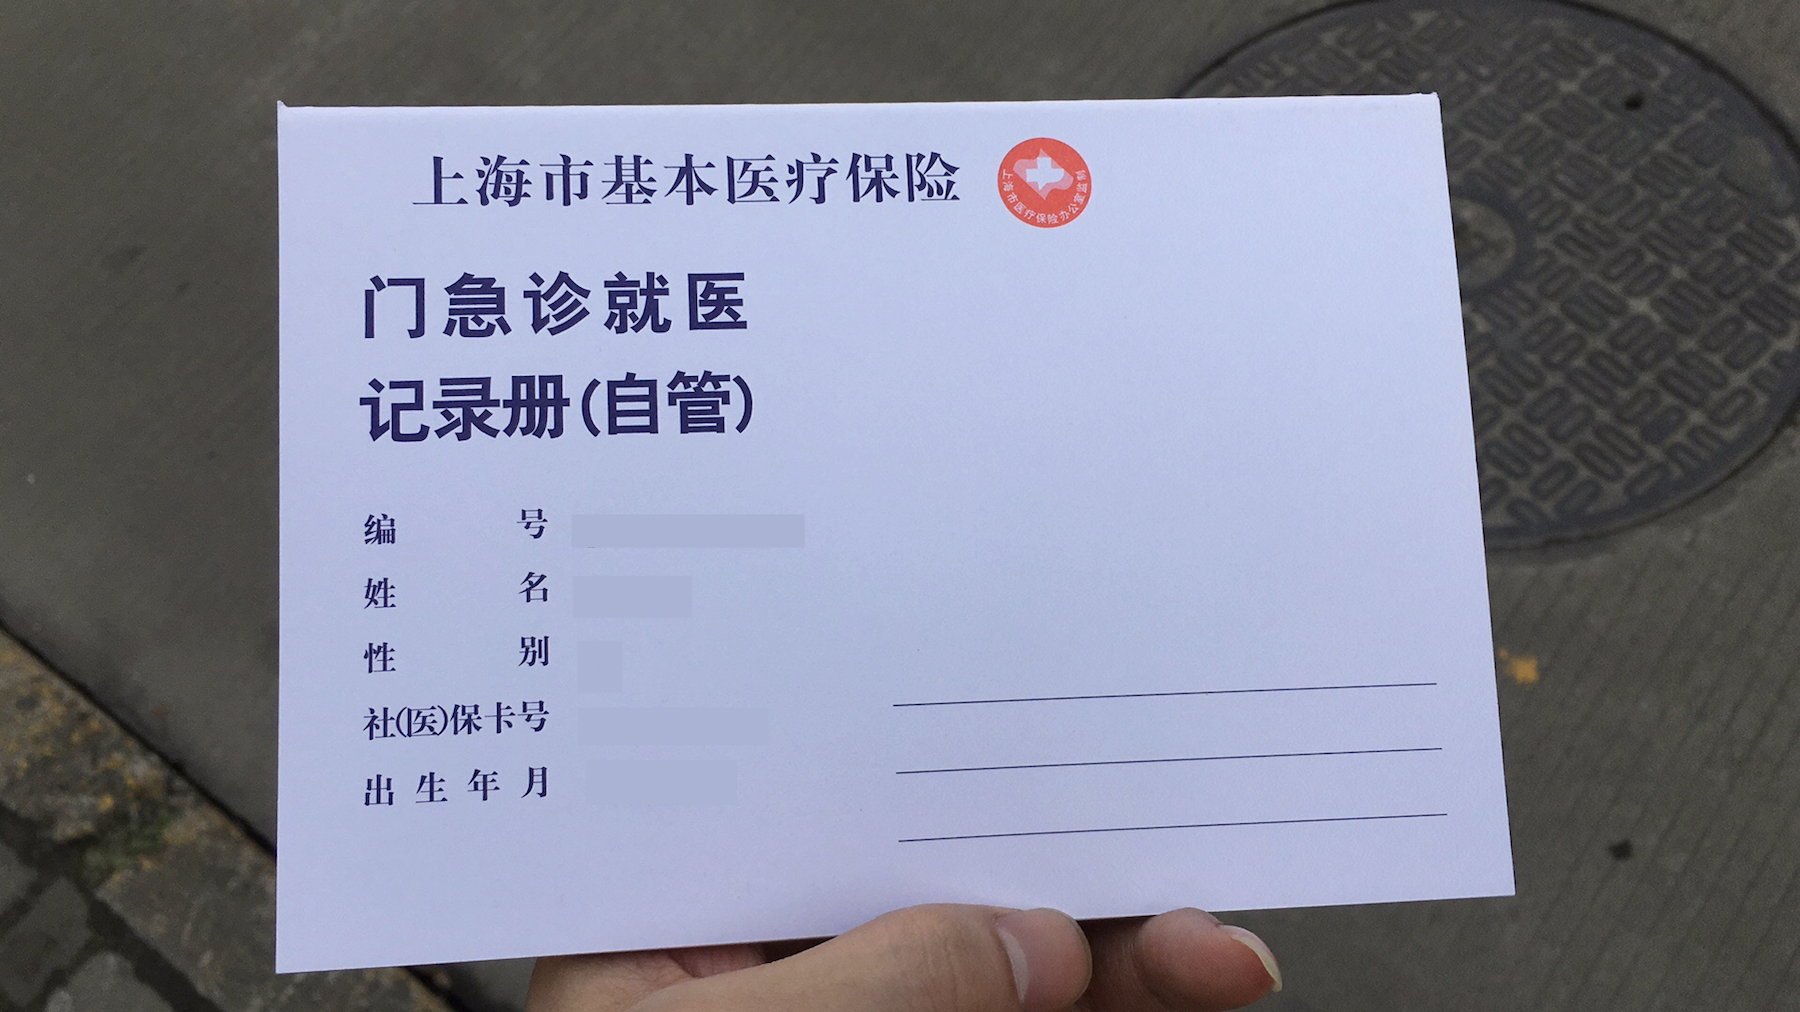 上海市基本医疗保险
上海市医疗保险办公室监制
门急诊就医
记录册(自管)
编号
姓名
性别
社(医)保卡号
出生年月